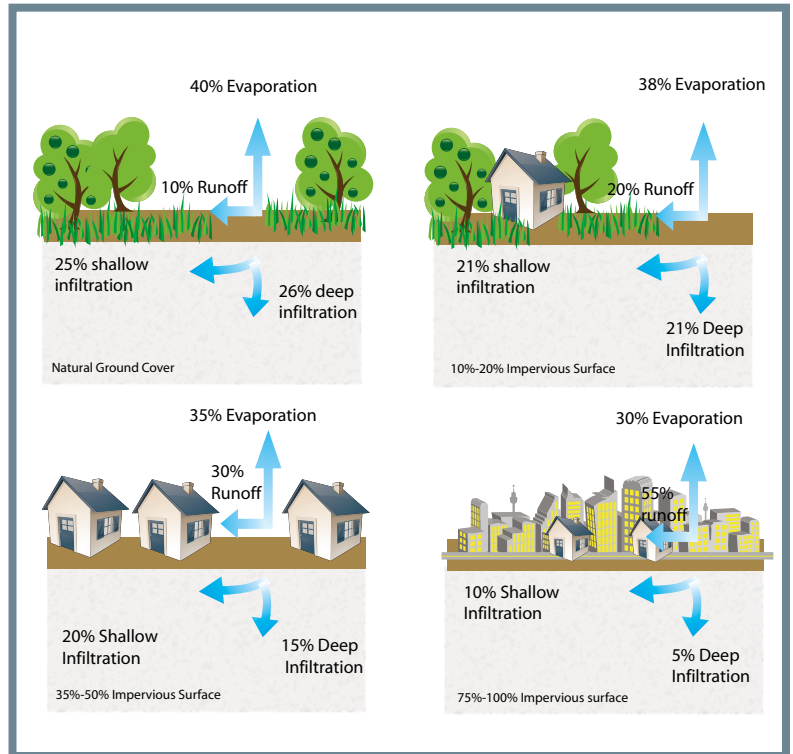 40% Evaporation
10% Runoff
25% shallow
infiltration
26% deep
infiltration
Natural Ground Cover
38% Evaporation
20% Runoff
21% shallow
infiltration
21% Deep
Infiltration
10%-20% Impervious Surface
35% Evaporation
30%
Runoff
20% Shallow
Infiltration
15% Deep
Infiltration
35%-50% Impervious Surface
30% Evaporation
55%
runoff
10% Shallow
Infiltration
5% Deep
Infiltration
75%-100% Impervious surface